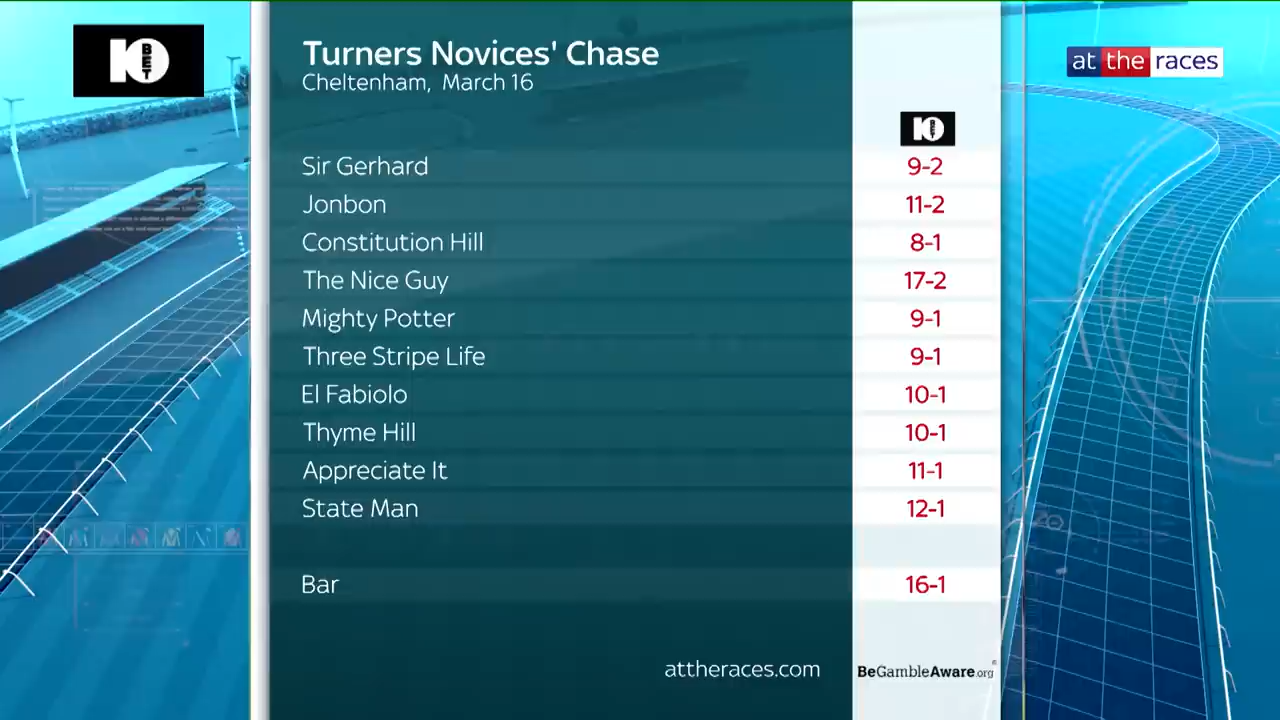 10 BET
Turners Novices' Chase
Cheltenham, March 16
at the races
10 BET
Sir Gerhard 9-2
Jonbon 11-2
Constitution Hill 8-1
The Nice Guy 17-2
Mighty Potter 9-1
Three Stripe Life 9-1
El Fabiolo 10-1
Thyme Hill 10-1
Appreciate It 11-1
State Man 12-1
Bar 16-1
attheraces.com
BeGambleAware.org